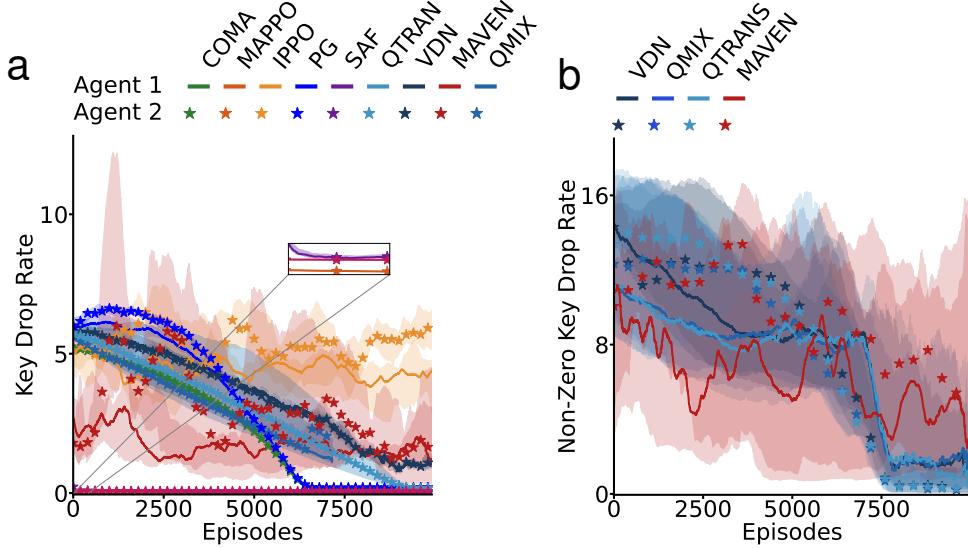 a
COMA
MAPPO
IPPO
PG
SAF
QTRAN
VDN
MAVEN
QMIX
Agent 1
Agent 2
Key Drop Rate
10
5
0
2500
5000
7500
Episodes
b
VDN
QMIX
QTRANS
MAVEN
Non-Zero Key Drop Rate
16
8
0
0
2500
5000
7500
Episodes